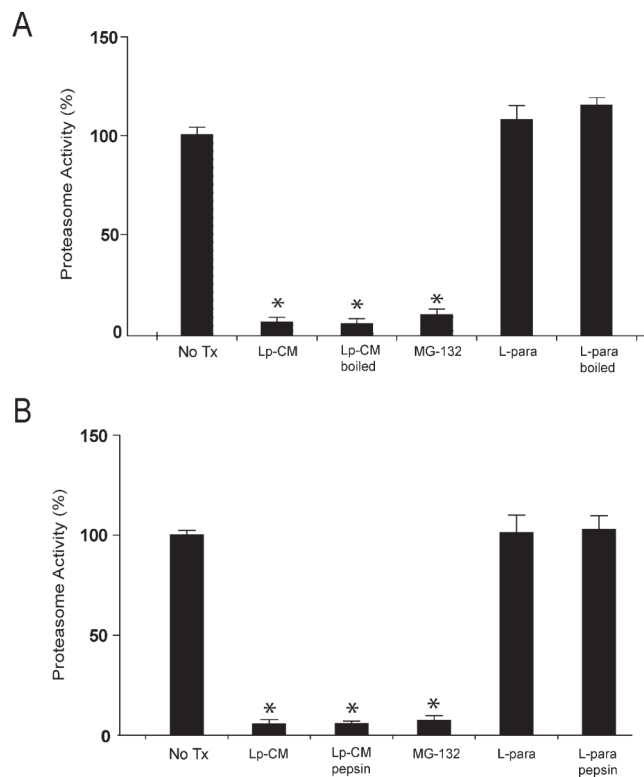 A
Proteasome Activity (%)
150
100
50
0
*
*
*
No Tx
Lp-CM
Lp-CM
boiled
MG-132
L-para
L-para
boiled
B
Proteasome Activity (%)
150
100
50
0
*
*
*
No Tx
Lp-CM
Lp-CM
pepsin
MG-132
L-para
L-para
pepsin